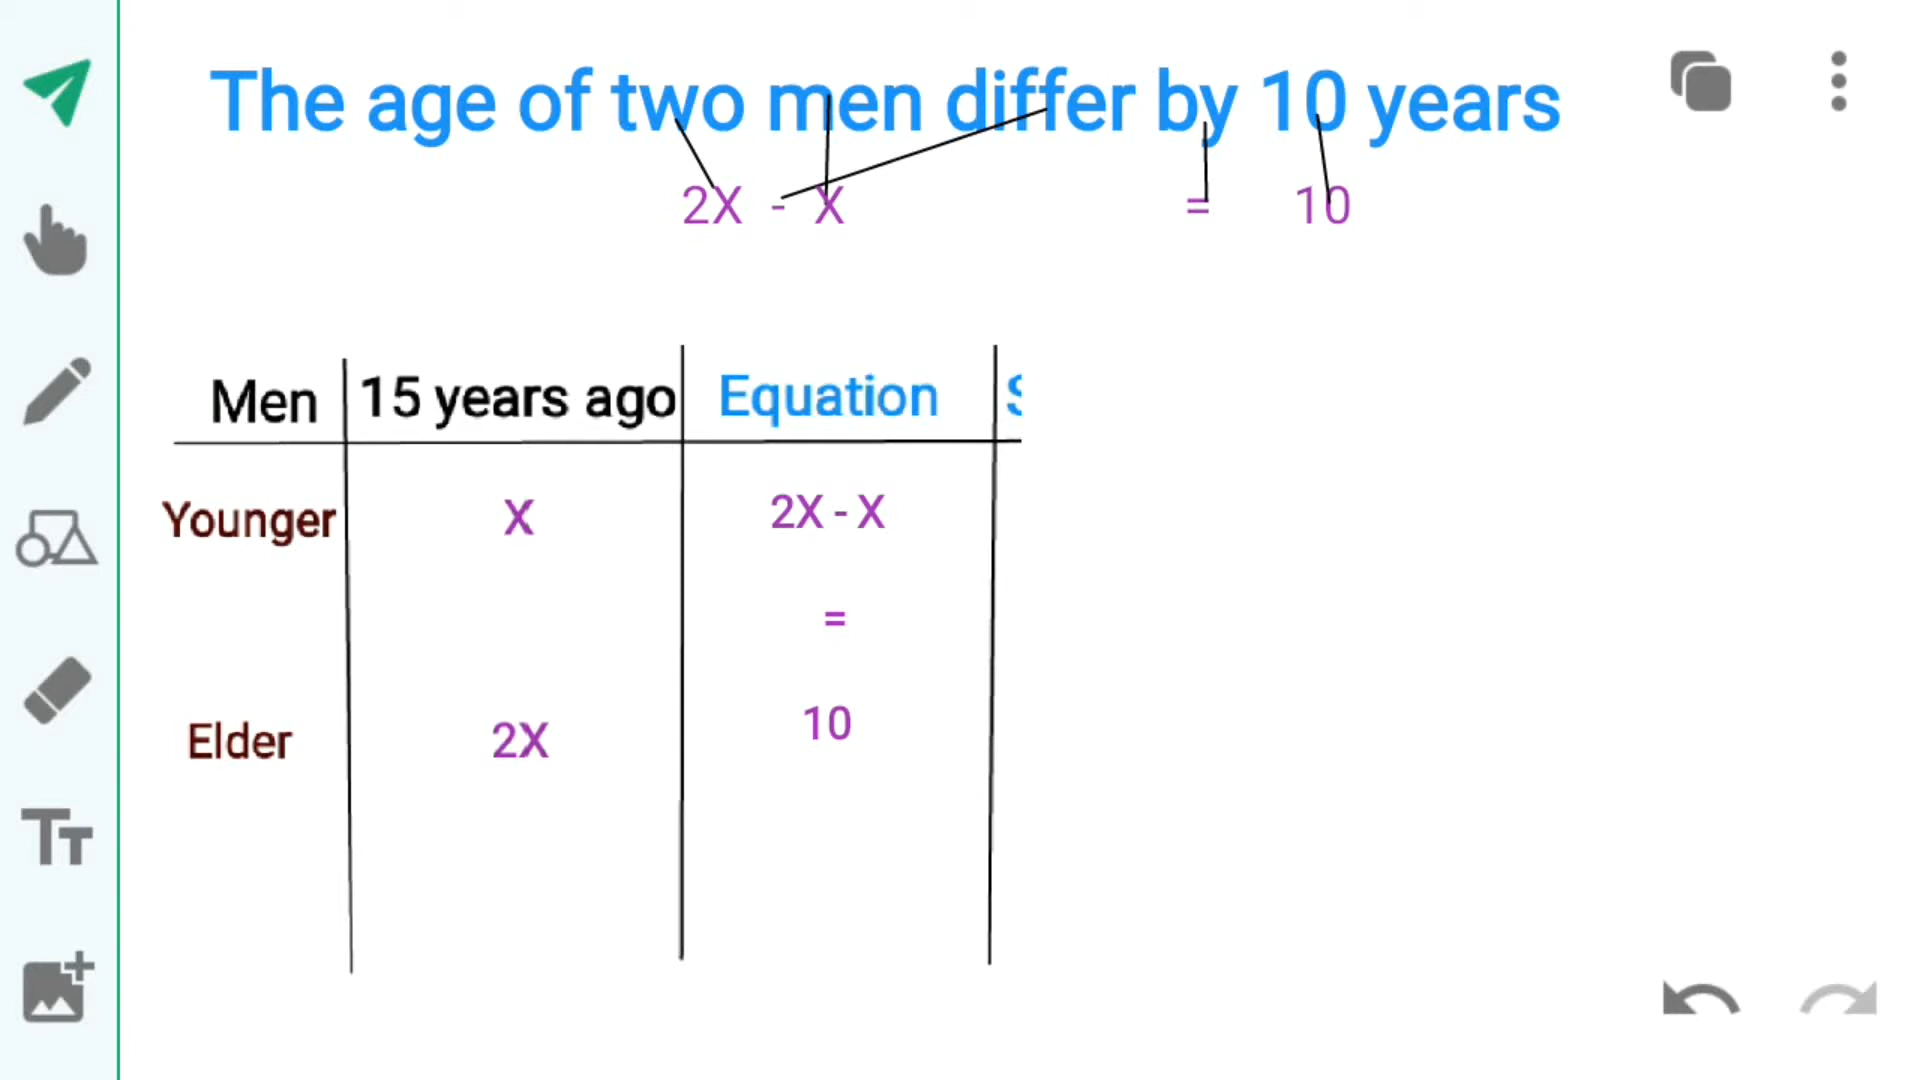 The age of two men differ by 10 years
2X - X = 10
Men 15 years ago Equation
Younger X 2X - X
=
Elder 2X 10